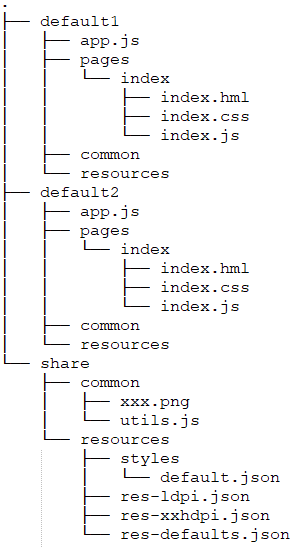 .
├── default1
│   ├── app.js
│   ├── pages
│   │   └── index
│   │       ├── index.hml
│   │       ├── index.css
│   │       └── index.js
│   ├── common
│   └── resources
├── default2
│   ├── app.js
│   ├── pages
│   │   └── index
│   │       ├── index.hml
│   │       ├── index.css
│   │       └── index.js
│   ├── common
│   └── resources
└── share
    ├── common
    │   ├── xxx.png
    │   └── utils.js
    └── resources
        ├── styles
        │   └── default.json
        ├── res-ldpi.json
        ├── res-xxhdpi.json
        └── res-defaults.json